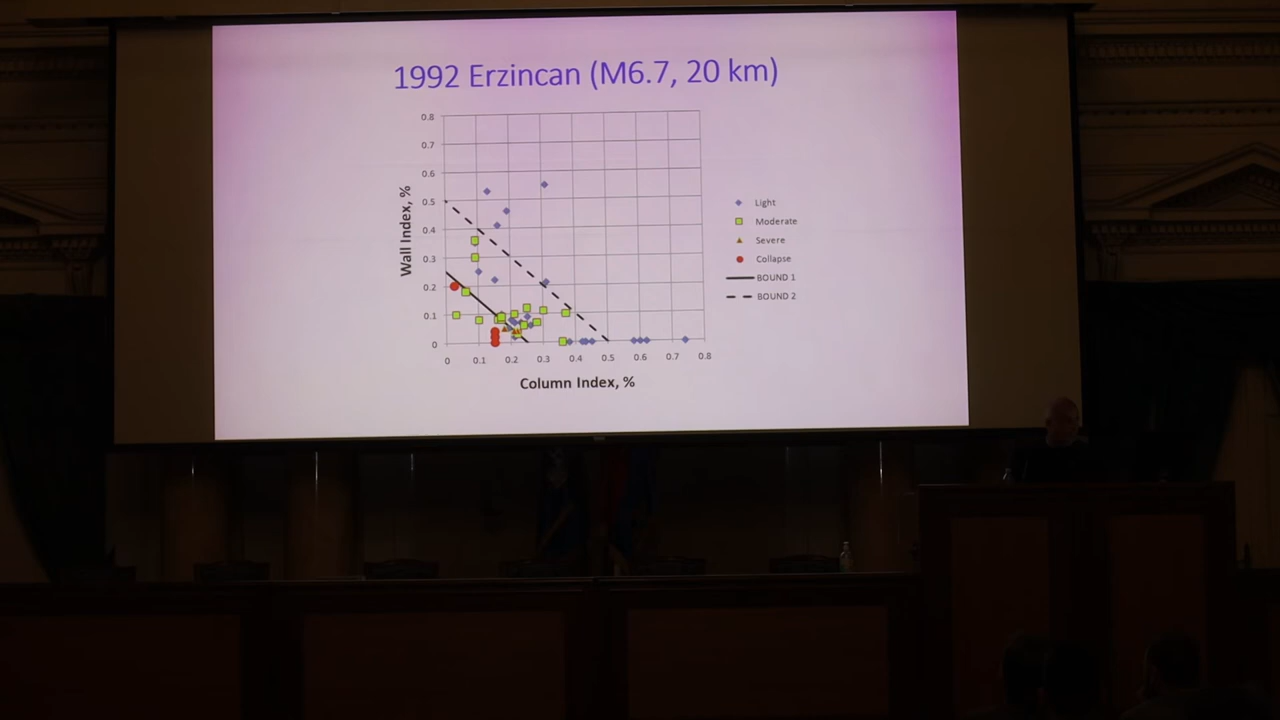 1992 Erzincan (M6.7, 20 km)
0.8
0.7
0.6
0.5
0.4
0.3
0.2
0.1
0
Wall Index, %
0 0.1 0.2 0.3 0.4 0.5 0.6 0.7 0.8
Column Index, %
Light
Moderate
Severe
Collapse
BOUND 1
BOUND 2